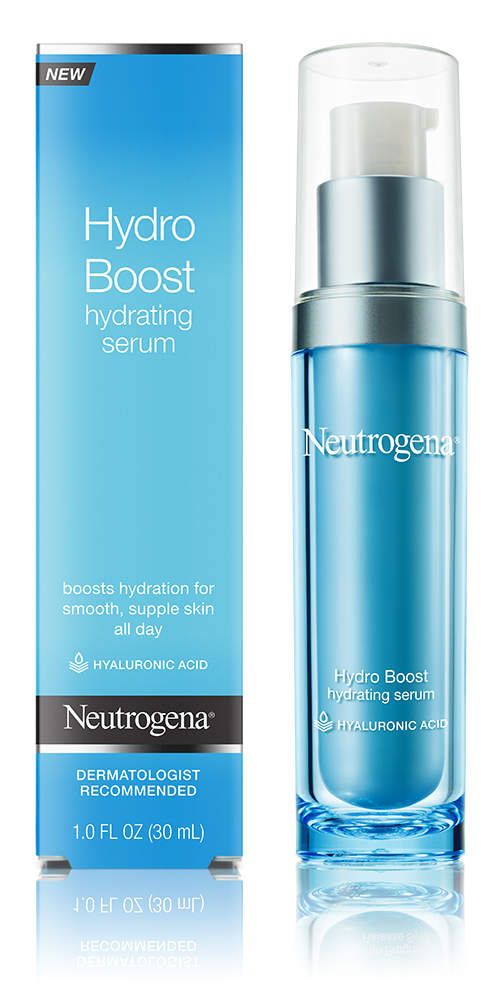 NEW
Hydro
Boost
hydrating
serum
boosts hydration for
smooth, supple skin
all day
HYALURONIC ACID
Neutrogena®
DERMATOLOGIST
RECOMMENDED
1.0 FL OZ (30 mL)
Neutrogena®
Hydro Boost
hydrating serum
HYALURONIC ACID